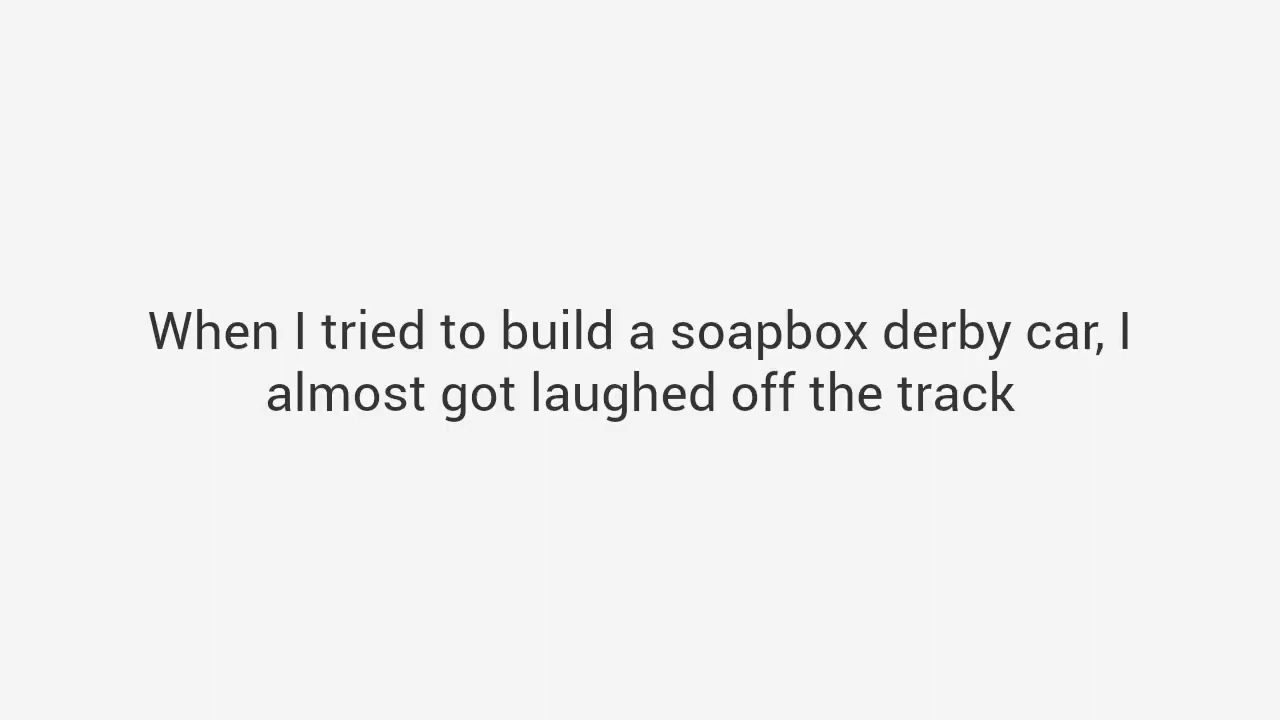 When I tried to build a soapbox derby car, I
almost got laughed off the track